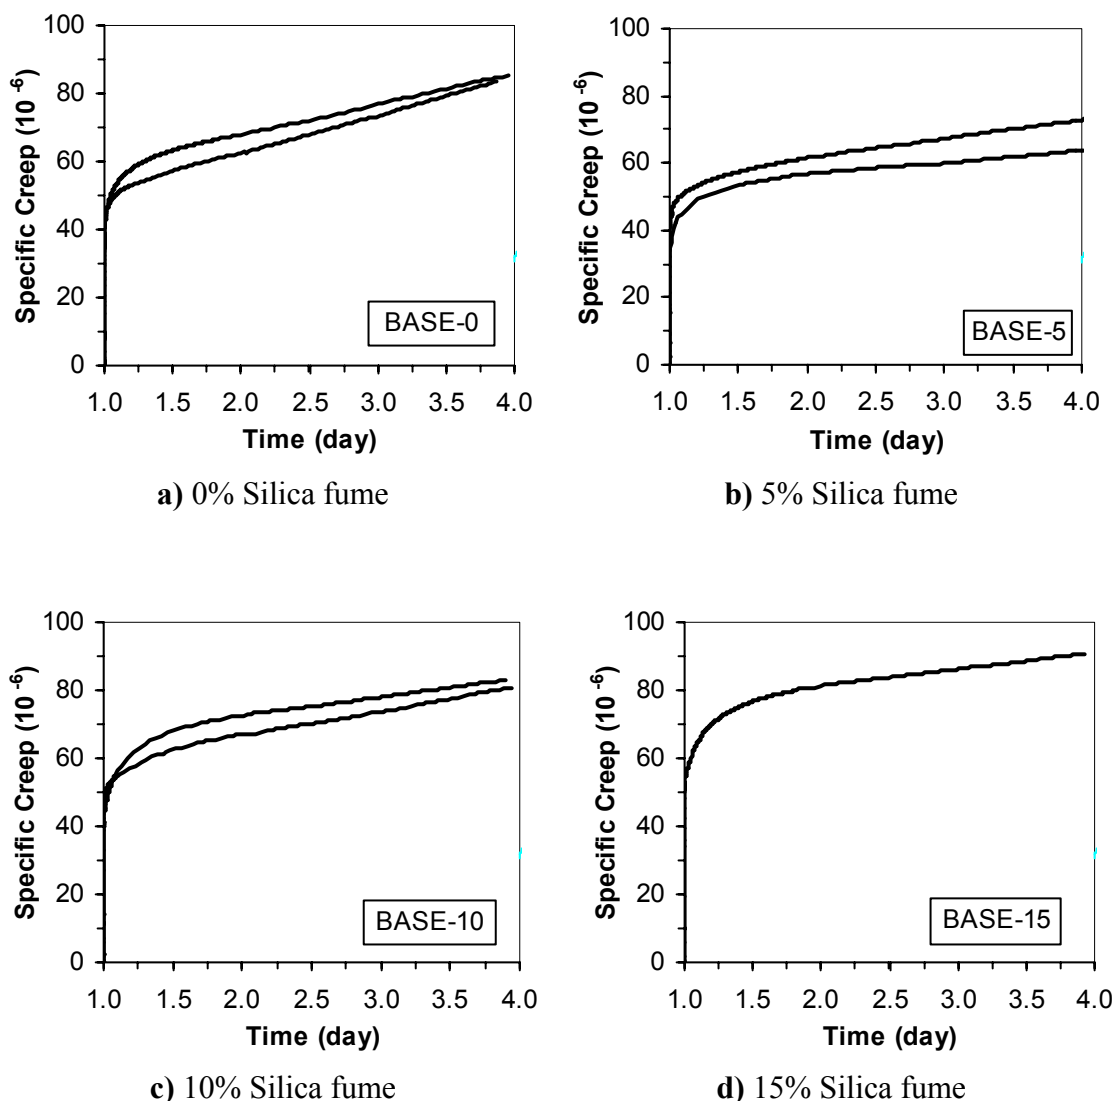 100
80
60
40
20
0
Specific Creep (10 -6)
BASE-0
1.0 1.5 2.0 2.5 3.0 3.5 4.0
Time (day)
a) 0% Silica fume
100
80
60
40
20
0
Specific Creep (10 -6)
BASE-5
1.0 1.5 2.0 2.5 3.0 3.5 4.0
Time (day)
b) 5% Silica fume
100
80
60
40
20
0
Specific Creep (10 -6)
BASE-10
1.0 1.5 2.0 2.5 3.0 3.5 4.0
Time (day)
c) 10% Silica fume
100
80
60
40
20
0
Specific Creep (10 -6)
BASE-15
1.0 1.5 2.0 2.5 3.0 3.5 4.0
Time (day)
d) 15% Silica fume